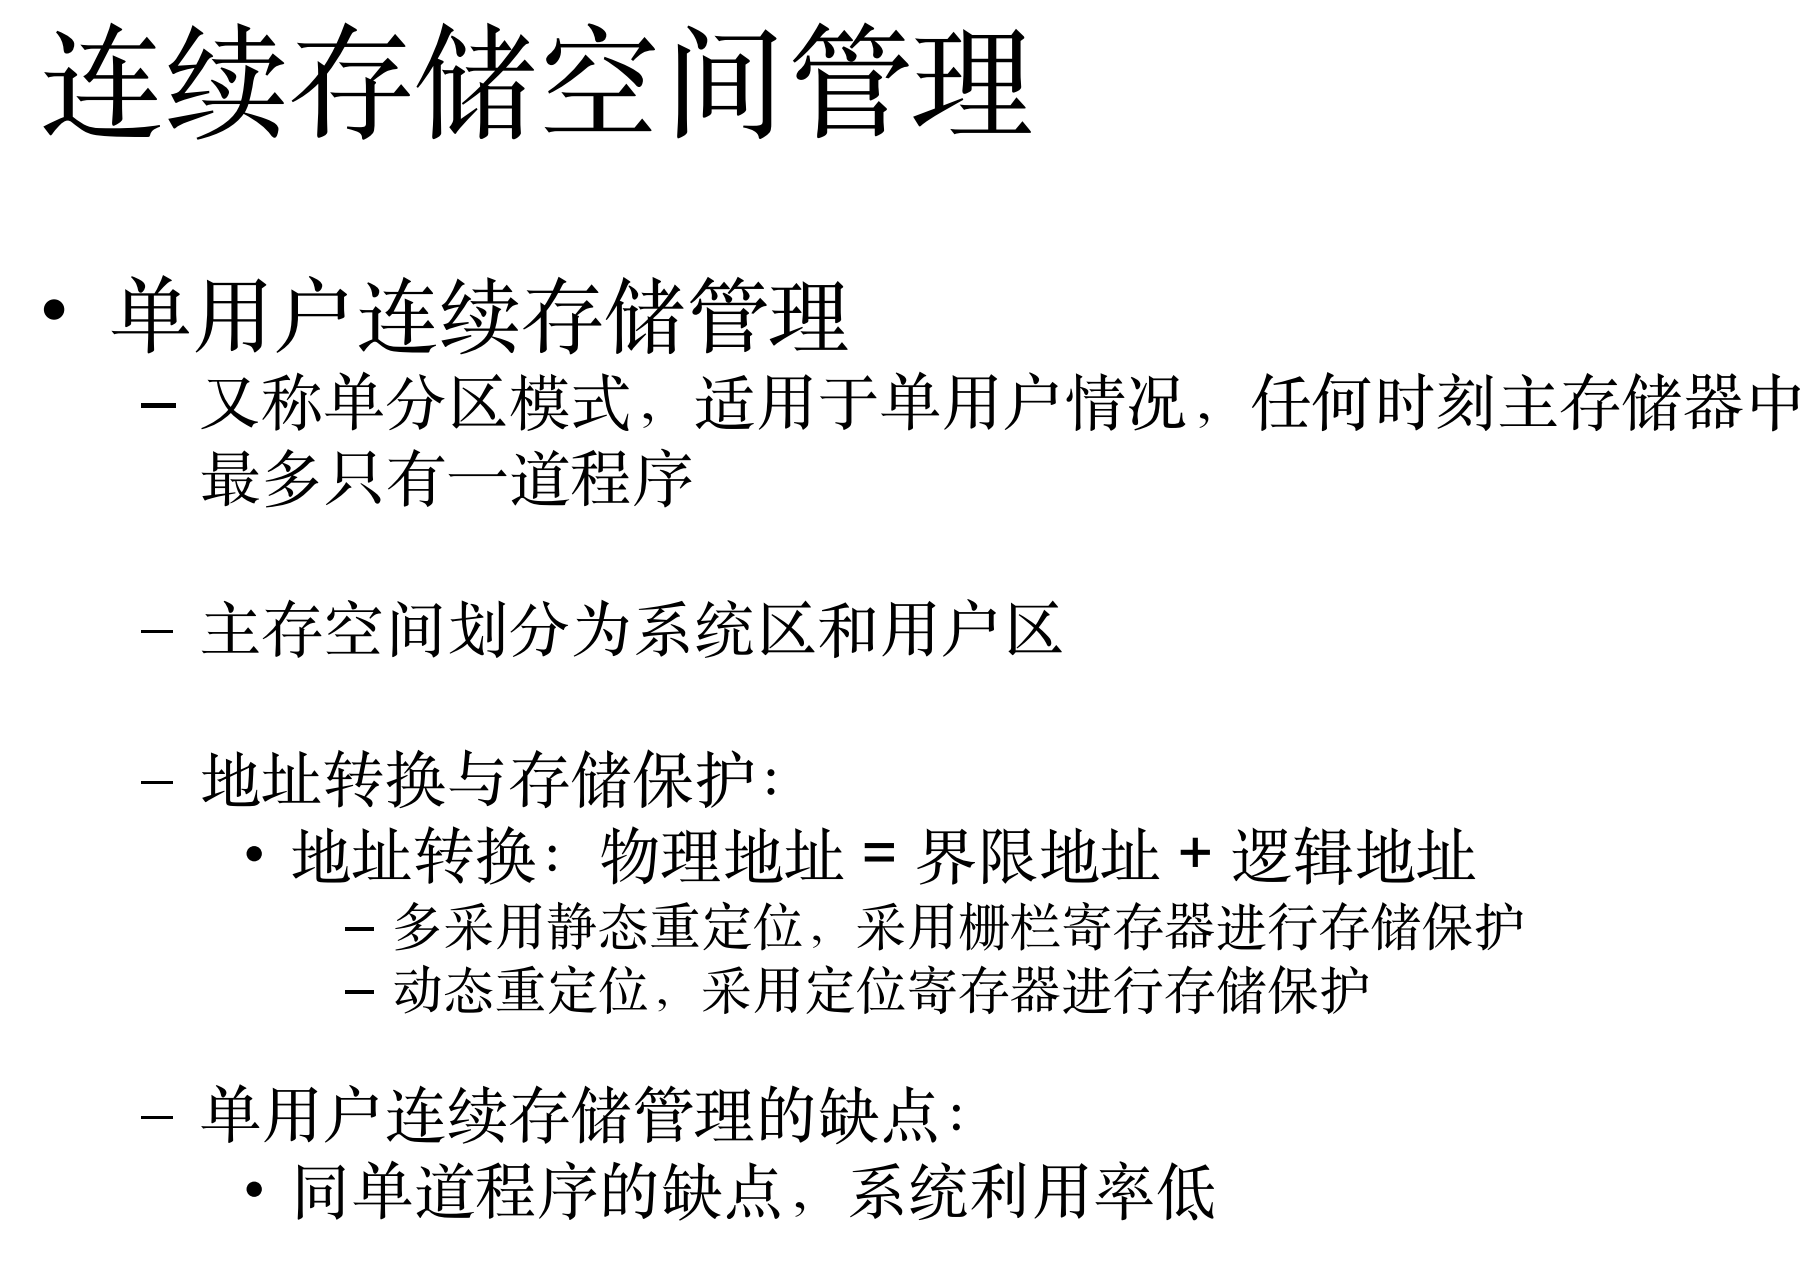 连续存储空间管理
• 单用户连续存储管理
– 又称单分区模式，适用于单用户情况，任何时刻主存储器中
最多只有一道程序
– 主存空间划分为系统区和用户区
– 地址转换与存储保护：
• 地址转换：物理地址 = 界限地址 + 逻辑地址
– 多采用静态重定位，采用栅栏寄存器进行存储保护
– 动态重定位，采用定位寄存器进行存储保护
– 单用户连续存储管理的缺点：
• 同单道程序的缺点，系统利用率低